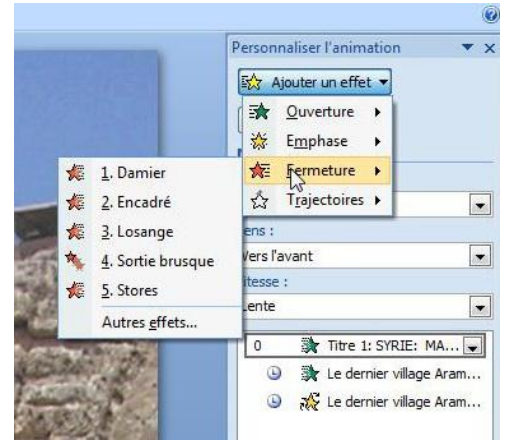 Personnaliser l'animation
Ajouter un effet
Ouverture
Emphase
Fermeture
Trajectoires
1. Damier
2. Encadré
3. Losange
4. Sortie brusque
5. Stores
Autres effets...
ens :
Vers l'avant
itesse :
Lente
0 Titre 1: SYRIE: MA...
Le dernier village Aram...
Le dernier village Aram...